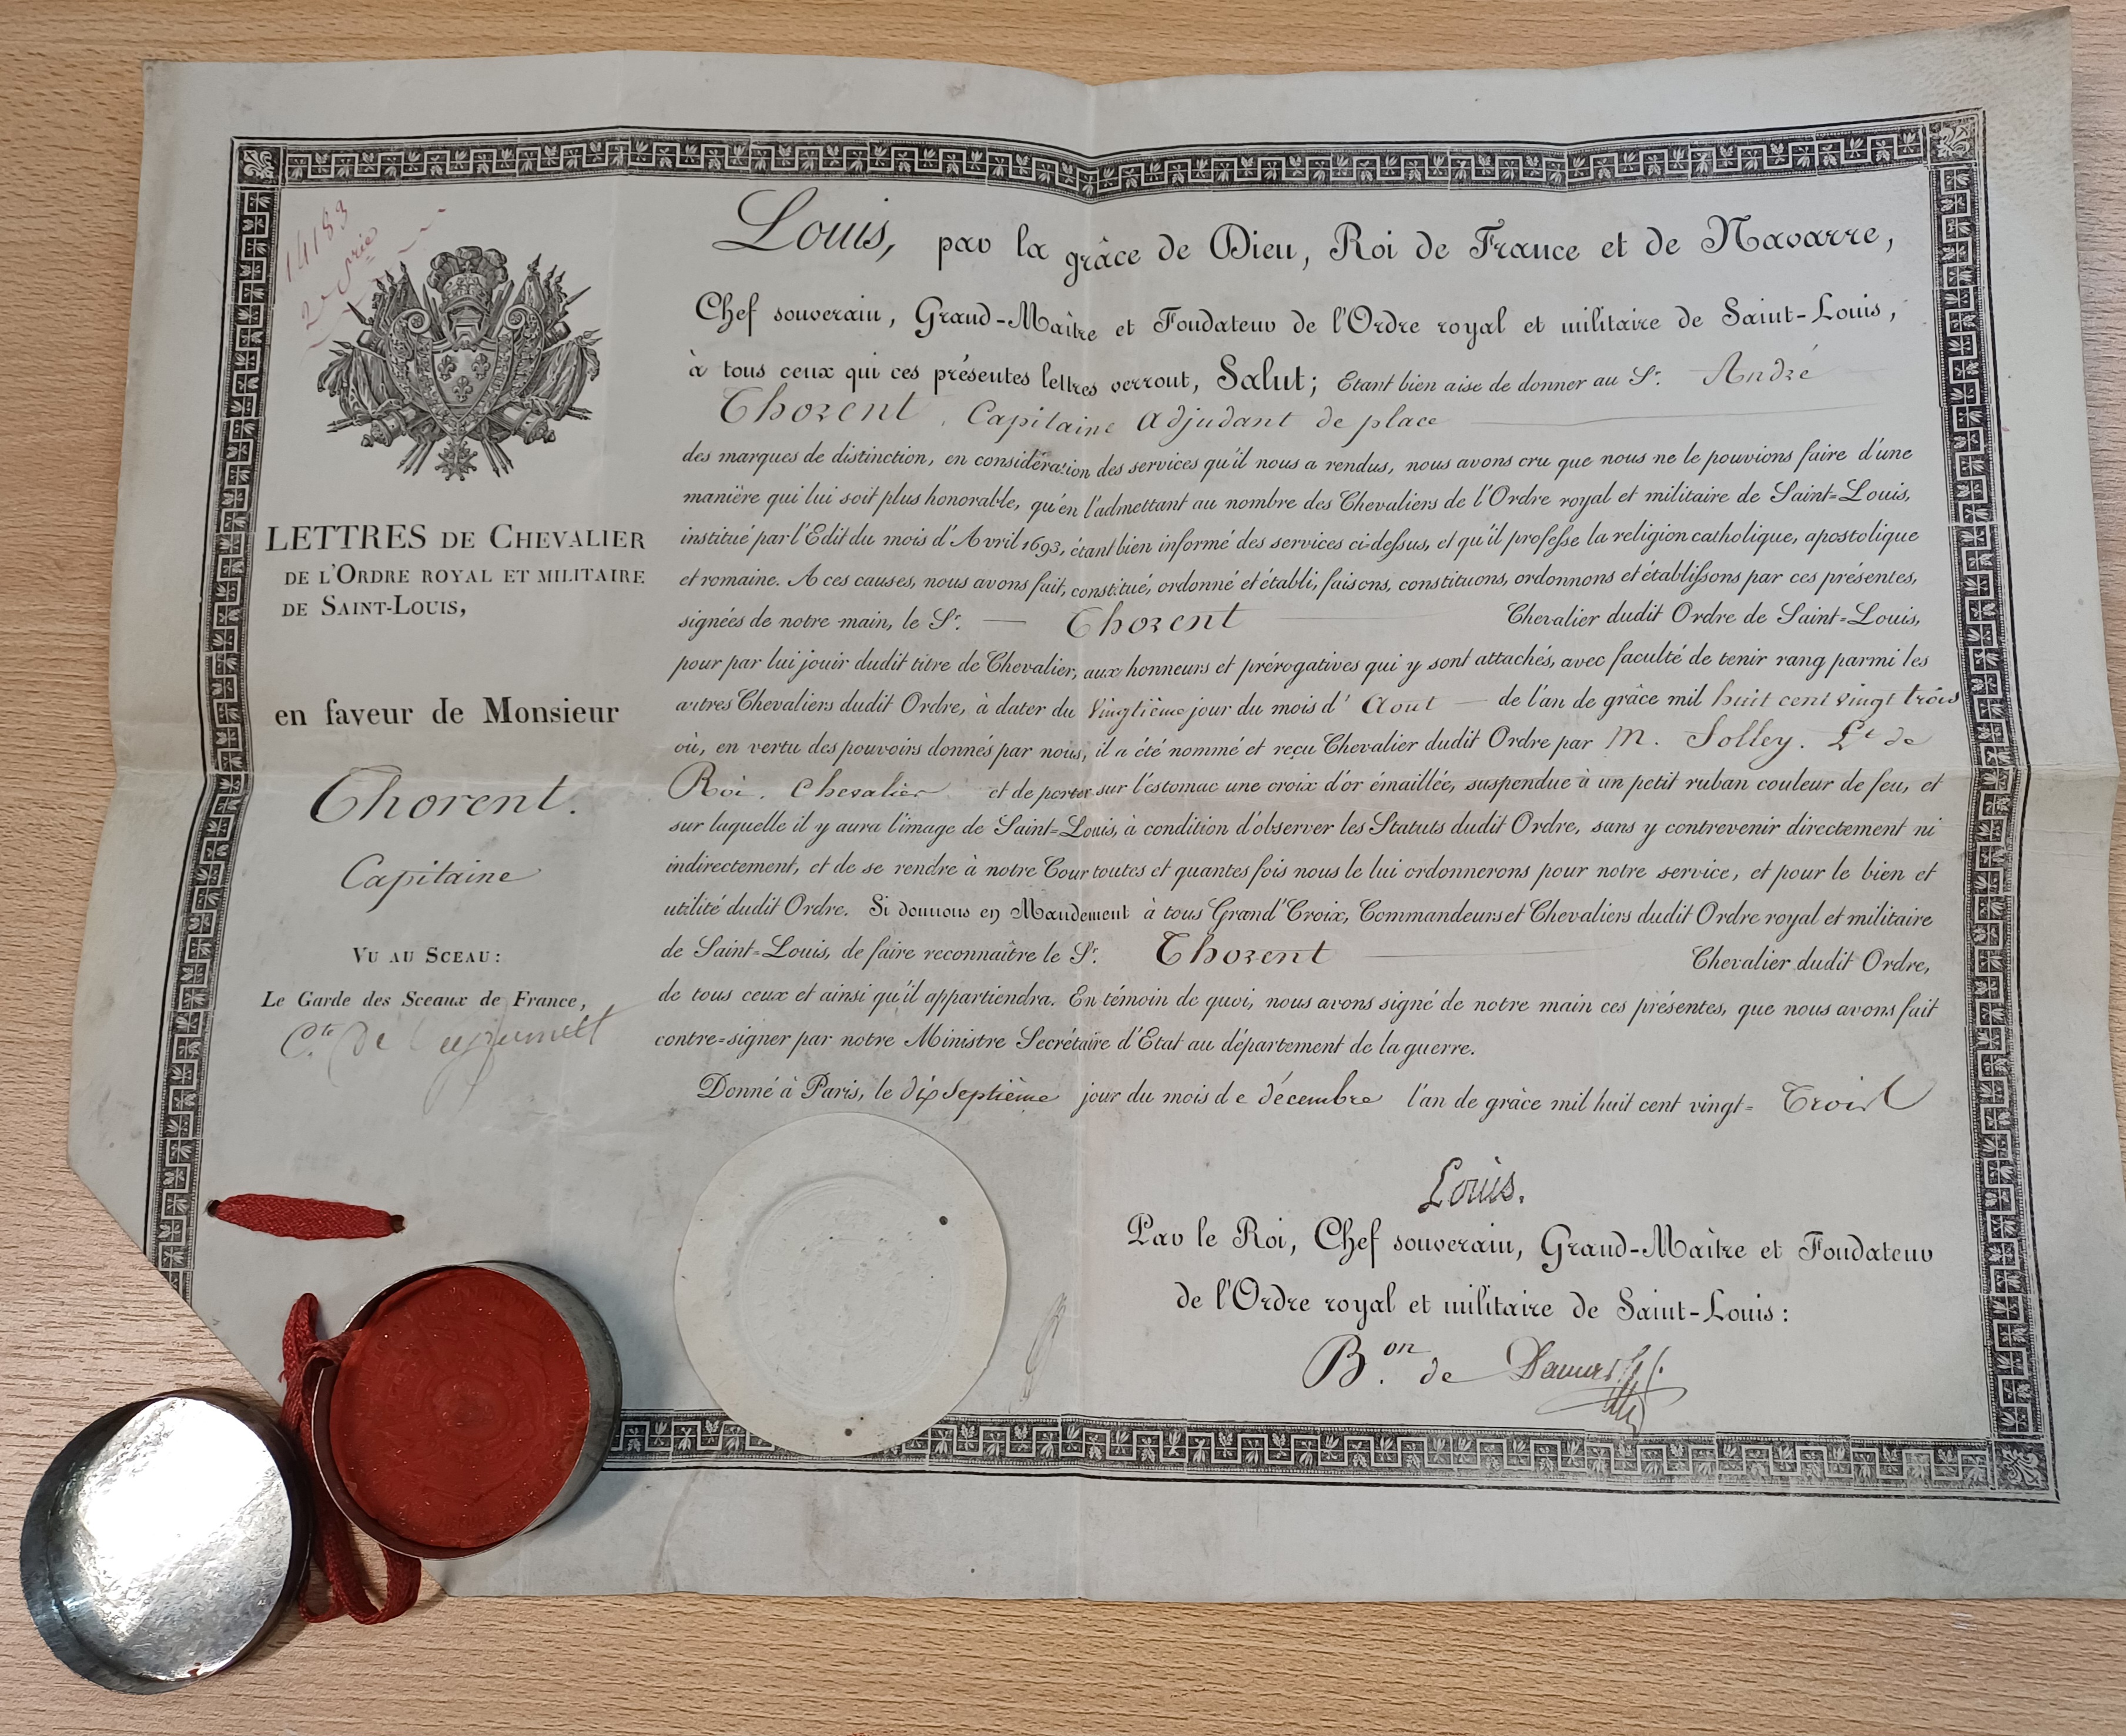 14183
LETTRES DE CHEVALIER
DE L'ORDRE ROYAL ET MILITAIRE
DE SAINT-LOUIS,
en faveur de Monsieur
Thorent.
Capitaine
VU AU SCEAU:
Le Garde des Sceaux de France,
Cte. De
Louis, par la grâce de Dieu, Roi de France et de Navarre,
Chef souverain, Grand-Maître et Fondateur de l'Ordre royal et militaire de Saint-Louis,
à tous ceux qui ces présentes lettres verront, Salut; Etant bien aise de donner au Sr. André
Thorent, Capitaine adjudant de place
des marques de distinction, en considération des services qu'il nous a rendus, nous avons cru que nous ne le pouvions faire d'une
manière qui lui soit plus honorable, qu'en l'admettant au nombre des Chevaliers de l'Ordre royal et militaire de Saint=Louis,
institué par l'Edit du mois d'Avril 1693, étant bien informé des services ci-dessus, et qu'il professe la religion catholique, apostolique
et romaine. A ces causes, nous avons fait, constitué, ordonné et établi, faisons, constituons, ordonnons et établissons par ces présentes,
signées de notre main, le Sr. — Thorent Chevalier dudit Ordre de Saint=Louis,
pour par lui jouir dudit titre de Chevalier, aux honneurs et prérogatives qui y sont attachés, avec faculté de tenir rang parmi les
autres Chevaliers dudit Ordre, à dater du Vingtième jour du mois d' Aout — de l'an de grâce mil huit cent vingt trois
où, en vertu des pouvoirs donnés par nous, il a été nommé et reçu Chevalier dudit Ordre par M. Solley. Lt de
Roi. Chevalier et de porter sur l'estomac une croix d'or émaillée, suspendue à un petit ruban couleur de feu, et
sur laquelle il y aura l'image de Saint=Louis, à condition d'observer les Statuts dudit Ordre, sans y contrevenir directement ni
indirectement, et de se rendre à notre Cour toutes et quantes fois nous le lui ordonnerons pour notre service, et pour le bien et
utilité dudit Ordre. Si donnons en Mandement à tous Grand'Croix, Commandeurs et Chevaliers dudit Ordre royal et militaire
de Saint=Louis, de faire reconnaître le Sr. Thorent Chevalier dudit Ordre,
de tous ceux et ainsi qu'il appartiendra. En témoin de quoi, nous avons signé de notre main ces présentes, que nous avons fait
contre=signer par notre Ministre Secrétaire d'Etat au département de la guerre.
Donné à Paris, le dix Septième jour du mois de décembre l'an de grâce mil huit cent vingt= Trois
Louis.
Par le Roi, Chef souverain, Grand-Maître et Fondateur
de l'Ordre royal et militaire de Saint-Louis:
Bon. de Damas